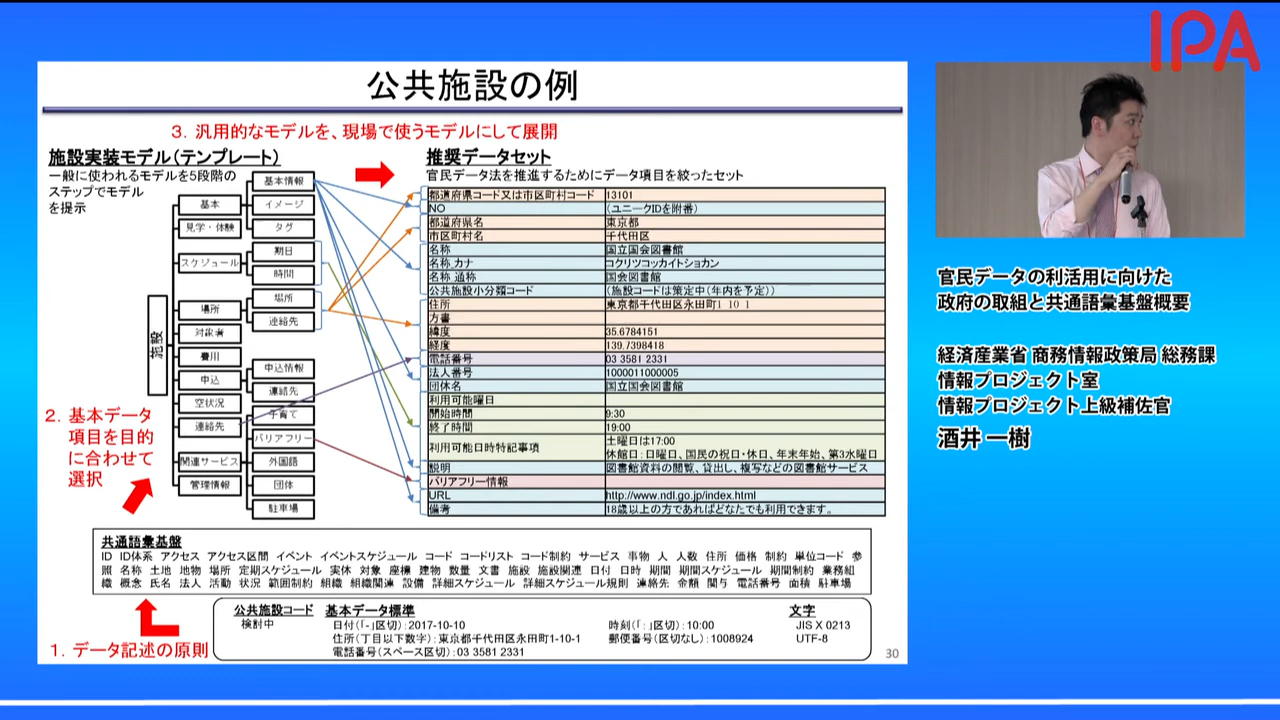 IPA
公共施設の例
3．汎用的なモデルを、現場で使うモデルにして展開
施設実装モデル（テンプレート）
一般に使われるモデルを5段階の
ステップでモデル
を提示
施設
基本
見学・体験
スケジュール
場所
対象者
費用
申込
空状況
連絡先
関連サービス
管理情報
基本情報
イメージ
タグ
期日
時間
場所
連絡先
申込情報
連絡先
子育て
バリアフリー
外国語
団体
駐車場
2．基本データ
項目を目的
に合わせて
選択
推奨データセット
官民データ法を推進するためにデータ項目を絞ったセット
都道府県コード又は市区町村コード 13101
NO （ユニークIDを附番）
都道府県名 東京都
市区町村名 千代田区
名称 国立国会図書館
名称_カナ コクリツコッカイトショカン
名称_通称 国会図書館
公共施設小分類コード （施設コードは策定中（年内を予定））
住所 東京都千代田区永田町1-10-1
方書
緯度 35.6784151
経度 139.7398418
電話番号 03 3581 2331
法人番号 1000011000005
団体名 国立国会図書館
利用可能曜日
開始時間 9:30
終了時間 19:00
利用可能日時特記事項 土曜日は17:00
休館日：日曜日、国民の祝日・休日、年末年始、第3水曜日
説明 図書館資料の閲覧、貸出し、複写などの図書館サービス
バリアフリー情報
URL http://www.ndl.go.jp/index.html
備考 18歳以上の方であればどなたでも利用できます。
共通語彙基盤
ID ID体系 アクセス アクセス区間 イベント イベントスケジュール コード コードリスト コード制約 サービス 事物 人 人数 住所 価格 制約 単位コード 参
照 名称 土地 地物 場所 定期スケジュール 実体 対象 座標 建物 数量 文書 施設 施設関連 日付 日時 期間 期間スケジュール 期間制約 業務組
織 概念 氏名 法人 活動 状況 範囲制約 組織 組織関連 設備 詳細スケジュール 詳細スケジュール規則 連絡先 金額 関与 電話番号 面積 駐車場
1．データ記述の原則
公共施設コード
検討中
基本データ標準
日付（「-」区切）：2017-10-10
住所（丁目以下数字）：東京都千代田区永田町1-10-1
電話番号（スペース区切）：03 3581 2331
時刻（「：」区切）：10:00
郵便番号（区切なし）：1008924
文字
JIS X 0213
UTF-8
30
官民データの利活用に向けた
政府の取組と共通語彙基盤概要
経済産業省 商務情報政策局 総務課
情報プロジェクト室
情報プロジェクト上級補佐官
酒井 一樹